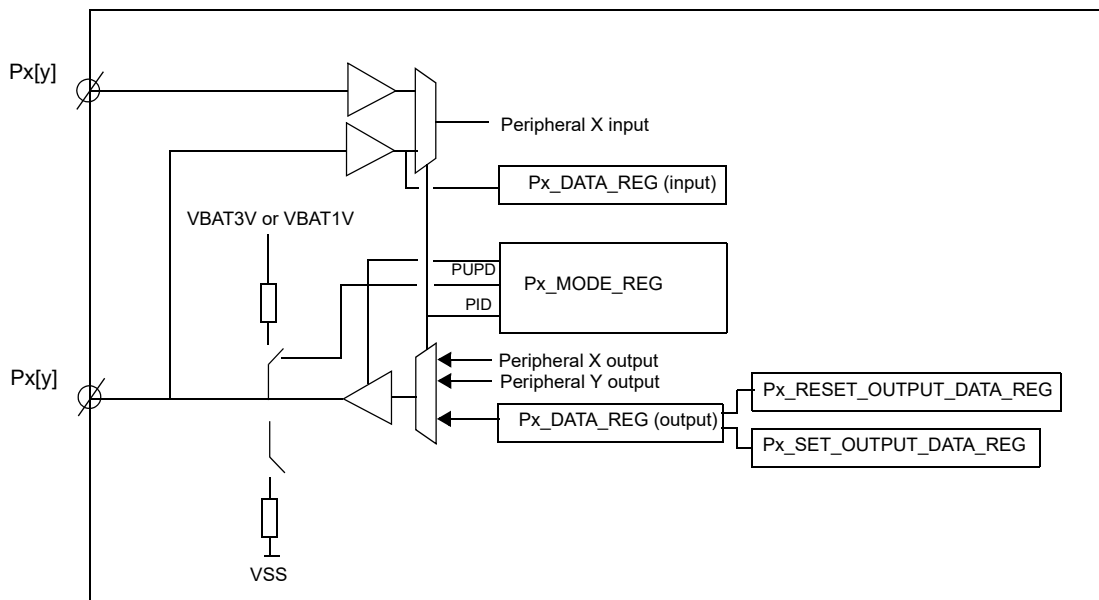 Px[y]
Peripheral X input
Px_DATA_REG (input)
VBAT3V or VBAT1V
PUPD
Px_MODE_REG
PID
Peripheral X output
Px[y]
Peripheral Y output
Px_RESET_OUTPUT_DATA_REG
Px_DATA_REG (output)
Px_SET_OUTPUT_DATA_REG
VSS